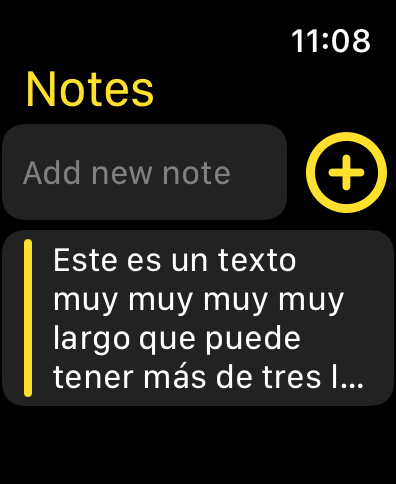 11:08
Notes
Add new note
Este es un texto
muy muy muy muy
largo que puede
tener más de tres l...